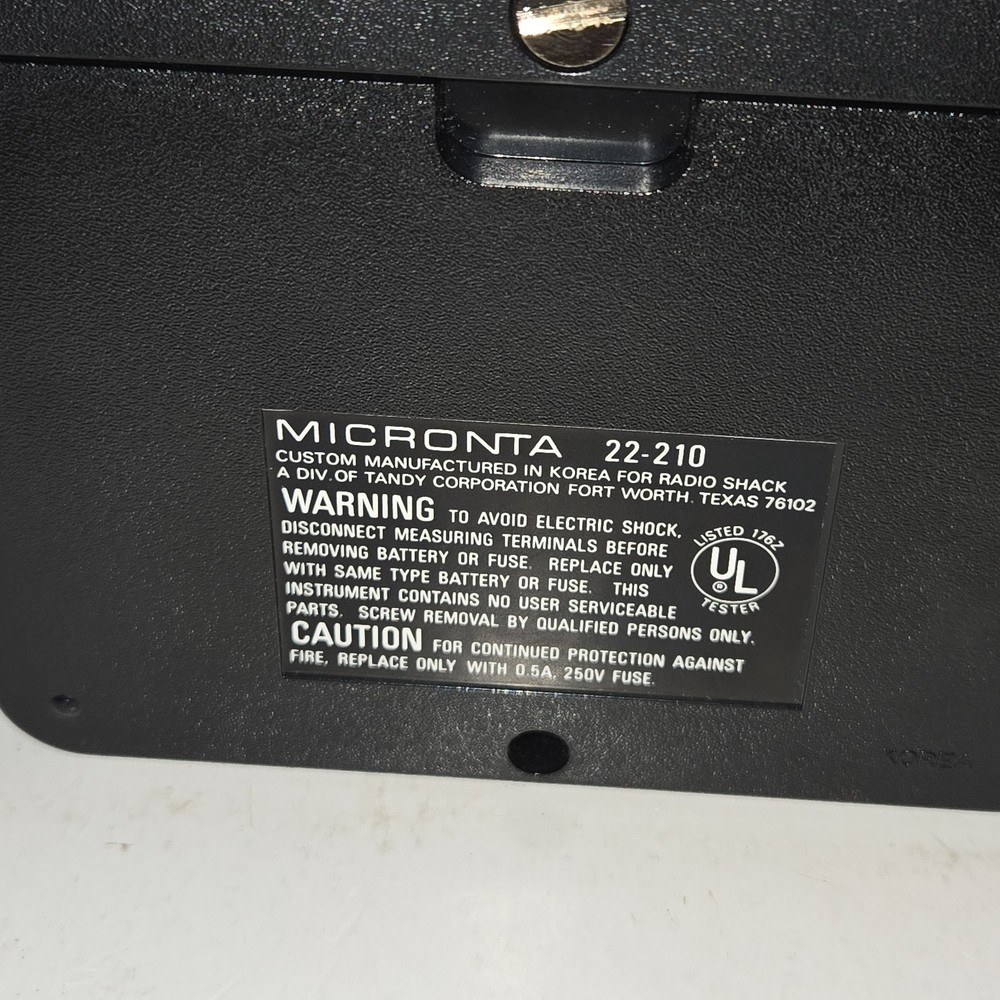 MICRONTA 22-210
CUSTOM MANUFACTURED IN KOREA FOR RADIO SHACK
A DIV. OF TANDY CORPORATION FORT WORTH. TEXAS 76102
WARNING TO AVOID ELECTRIC SHOCK,
DISCONNECT MEASURING TERMINALS BEFORE
REMOVING BATTERY OR FUSE. REPLACE ONLY
WITH SAME TYPE BATTERY OR FUSE. THIS
INSTRUMENT CONTAINS NO USER SERVICEABLE
PARTS. SCREW REMOVAL BY QUALIFIED PERSONS ONLY.
CAUTION FOR CONTINUED PROTECTION AGAINST
FIRE, REPLACE ONLY WITH 0.5A, 250V FUSE.
LISTED 176Z
UL ®
TESTER
KOREA